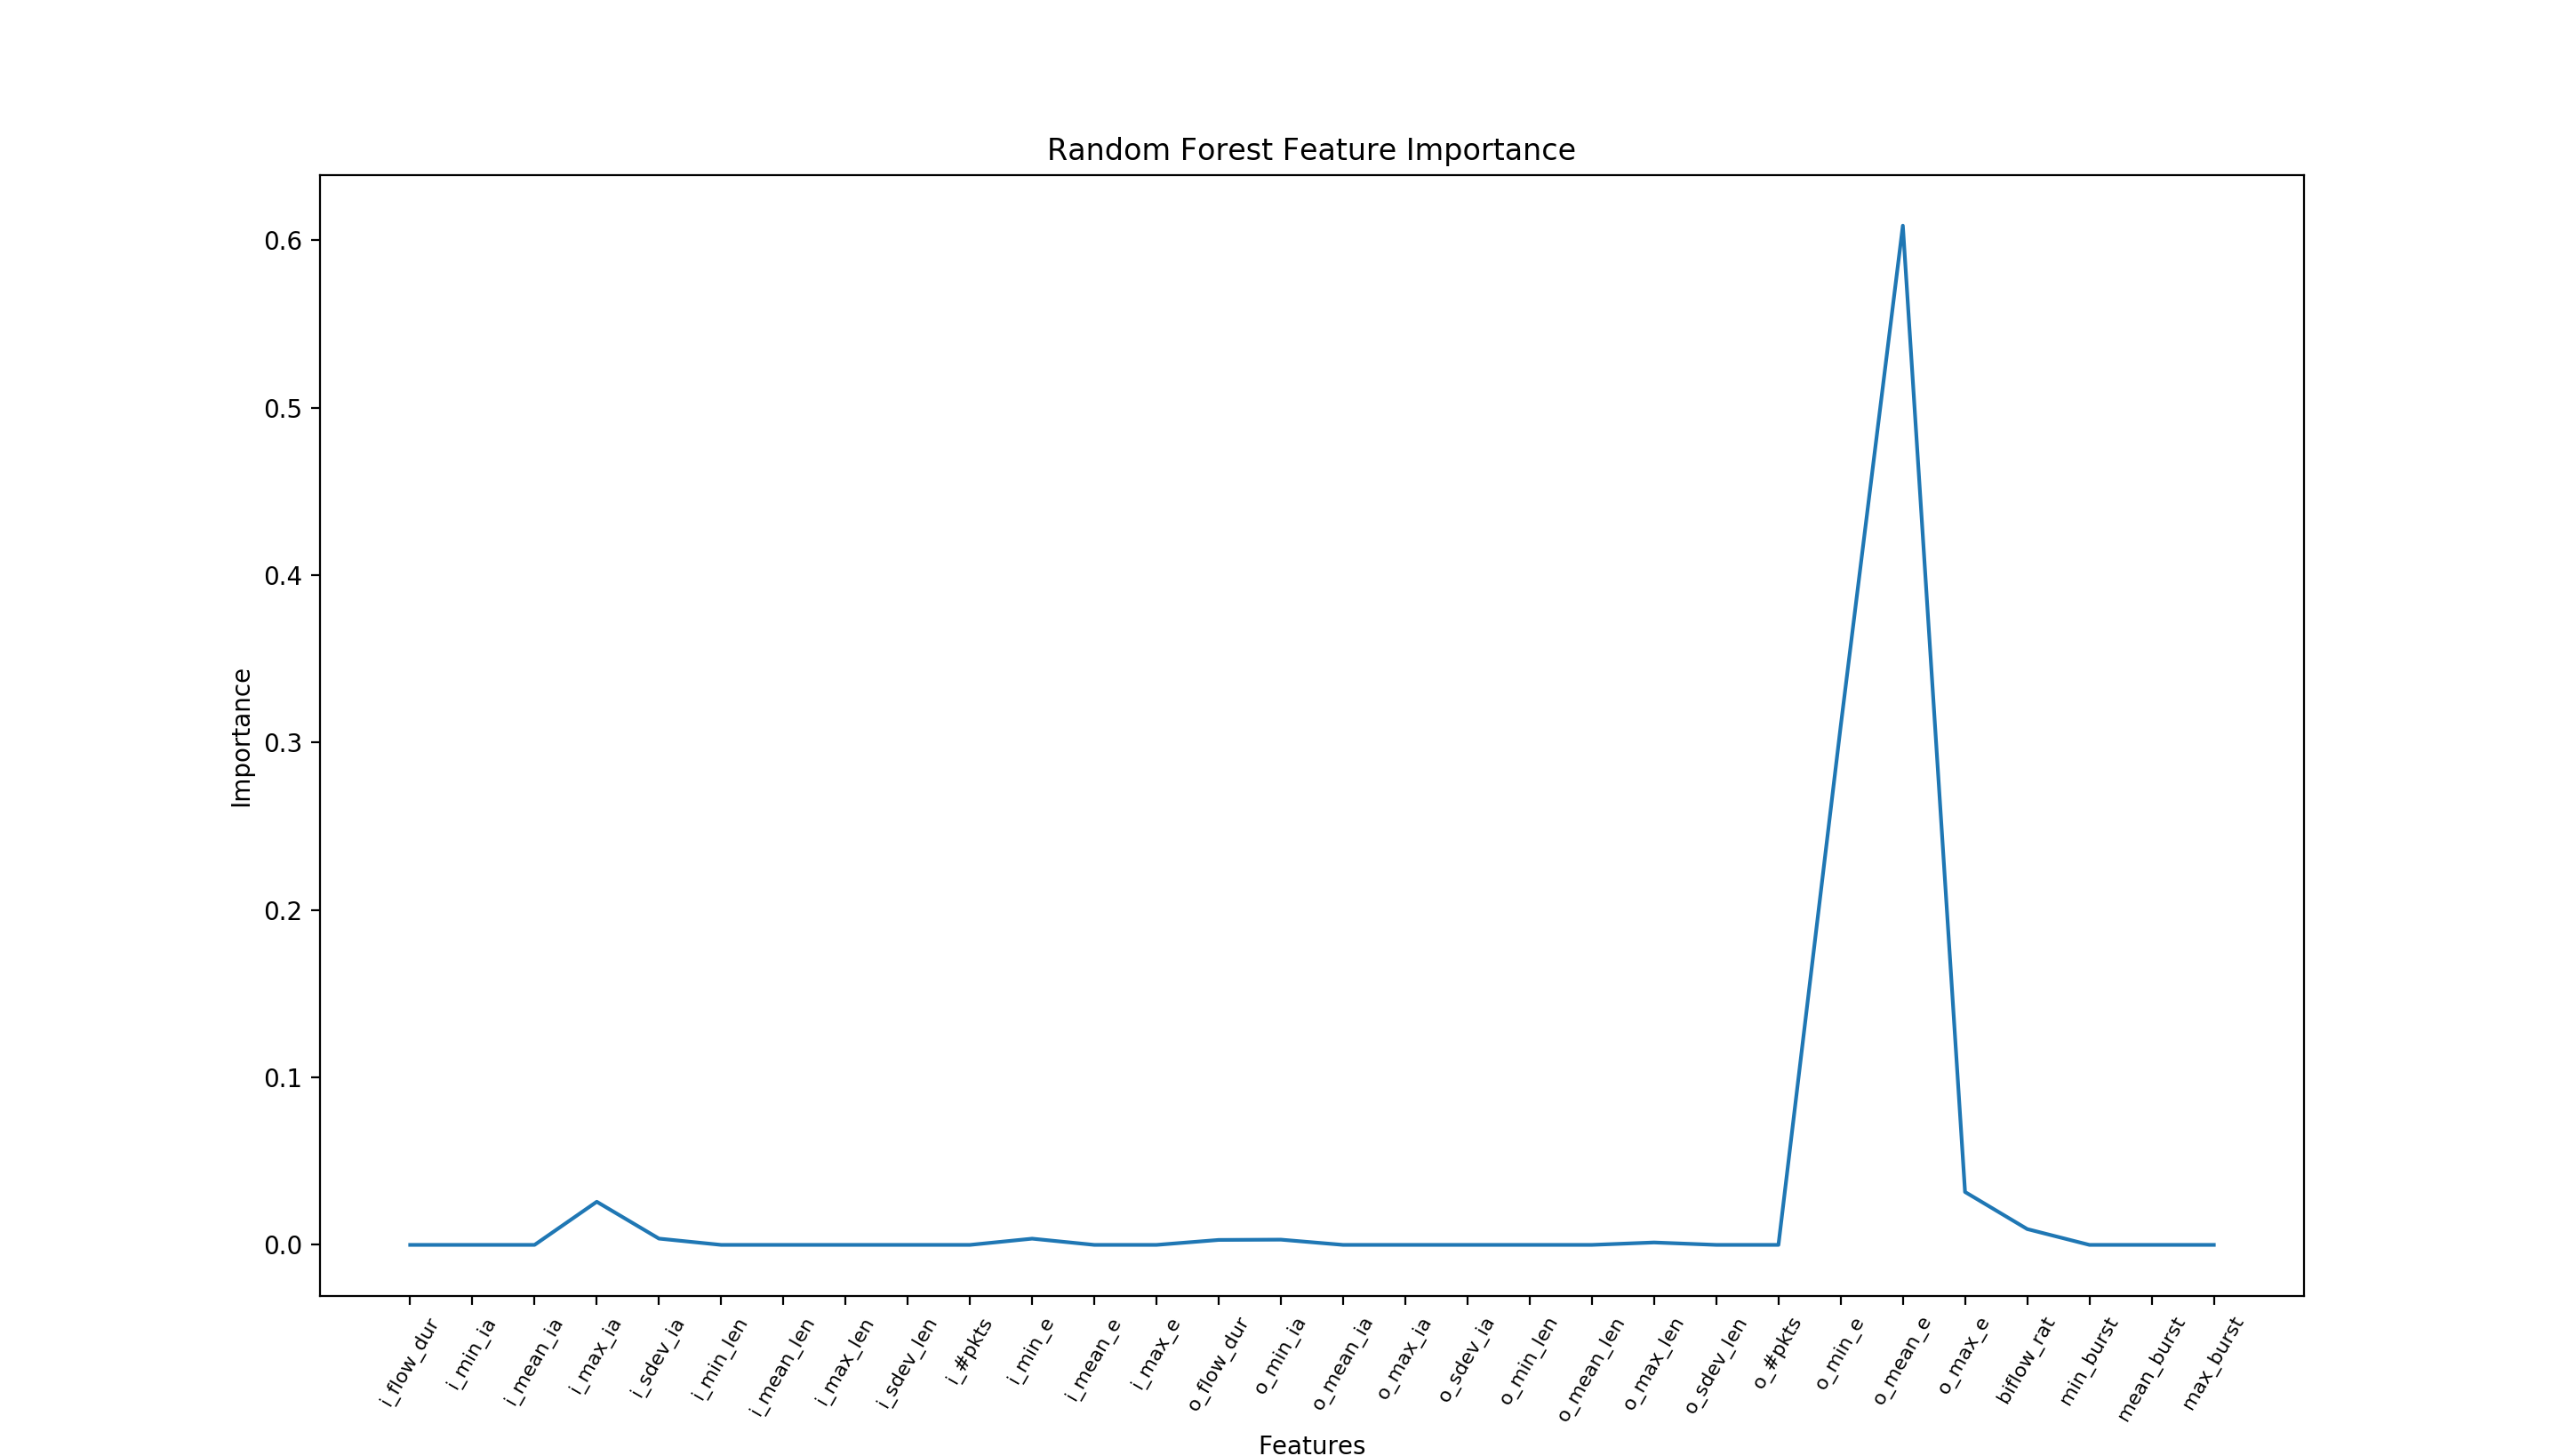 Random Forest Feature Importance
0.6
0.5
0.4
0.3
0.2
0.1
0.0
Importance
i_flow_dur
i_min_ia
i_mean_ia
i_max_ia
i_sdev_ia
i_min_len
i_mean_len
i_max_len
i_sdev_len
i_#pkts
i_min_e
i_mean_e
i_max_e
o_flow_dur
o_min_ia
o_mean_ia
o_max_ia
o_sdev_ia
o_min_len
o_mean_len
o_max_len
o_sdev_len
o_#pkts
o_min_e
o_mean_e
o_max_e
biflow_rat
min_burst
mean_burst
max_burst
Features